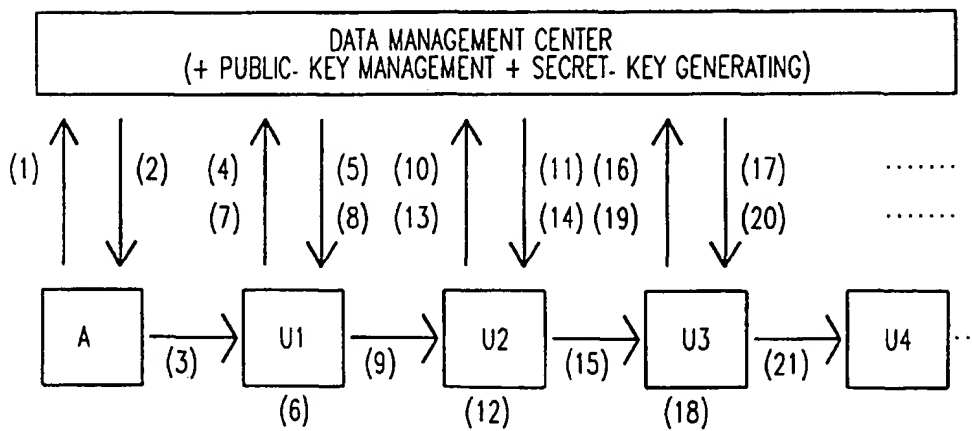 DATA MANAGEMENT CENTER
(+ PUBLIC- KEY MANAGEMENT + SECRET- KEY GENERATING)
(1) (2) (4) (5) (10) (11) (16) (17) .......
(7) (8) (13) (14) (19) (20) .......
A U1 U2 U3 U4 ..
(3) (9) (15) (21)
(6) (12) (18)